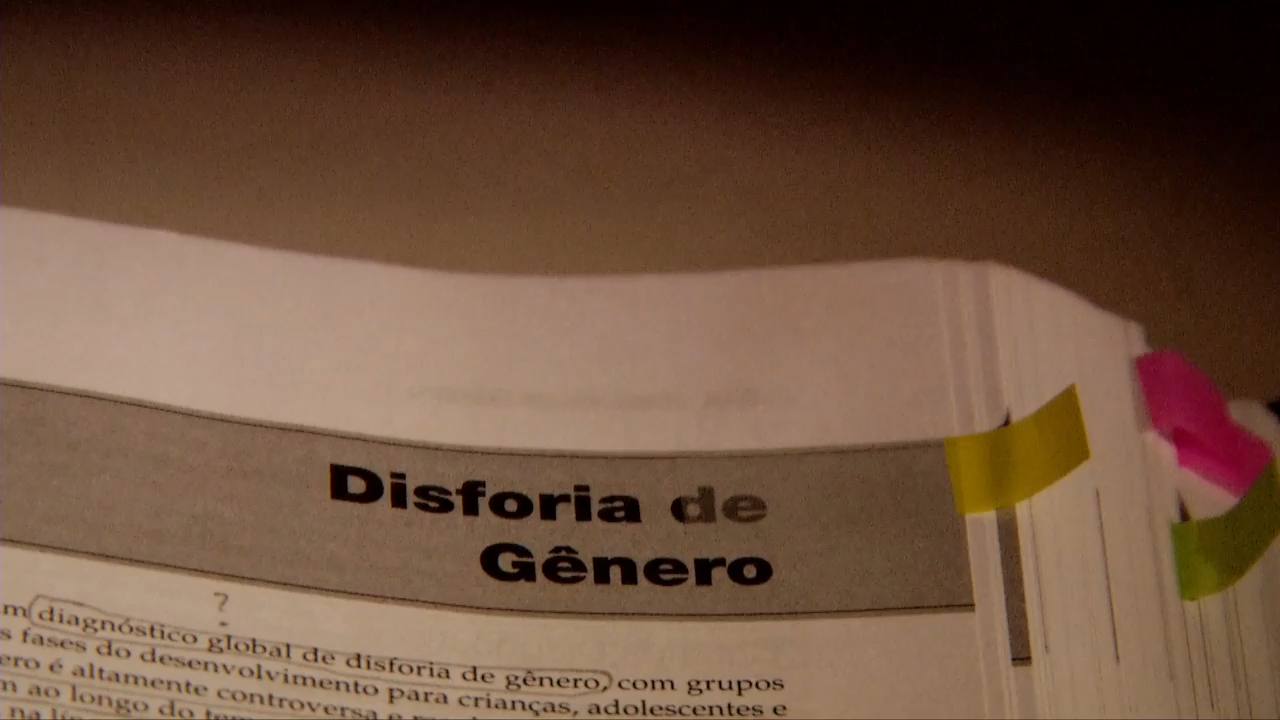 Disforia de
Gênero
?
m diagnóstico global de disforia de gênero, com grupos
s fases do desenvolvimento para crianças, adolescentes e
ero é altamente controversa e
m ao longo do
na